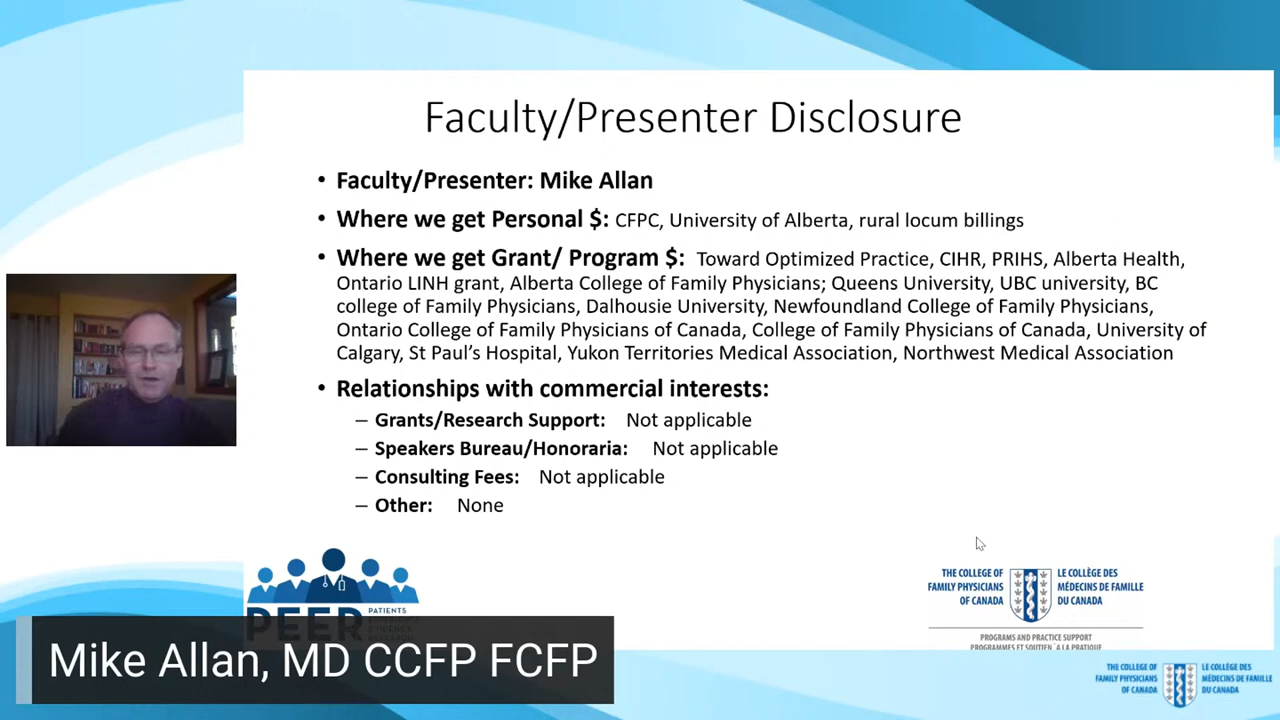 Faculty/Presenter Disclosure
• Faculty/Presenter: Mike Allan
• Where we get Personal $: CFPC, University of Alberta, rural locum billings
• Where we get Grant/ Program $: Toward Optimized Practice, CIHR, PRIHS, Alberta Health,
Ontario LINH grant, Alberta College of Family Physicians; Queens University, UBC university, BC
college of Family Physicians, Dalhousie University, Newfoundland College of Family Physicians,
Ontario College of Family Physicians of Canada, College of Family Physicians of Canada, University of
Calgary, St Paul’s Hospital, Yukon Territories Medical Association, Northwest Medical Association
• Relationships with commercial interests:
– Grants/Research Support: Not applicable
– Speakers Bureau/Honoraria: Not applicable
– Consulting Fees: Not applicable
– Other: None
PEER
PATIENTS
THE COLLEGE OF
FAMILY PHYSICIANS
OF CANADA
LE COLLÈGE DES
MÉDECINS DE FAMILLE
DU CANADA
PROGRAMS AND PRACTICE SUPPORT
PROGRAMMES ET SOUTIEN À LA PRATIQUE
Mike Allan, MD CCFP FCFP
THE COLLEGE OF
FAMILY PHYSICIANS
OF CANADA
LE COLLÈGE DES
MÉDECINS DE FAMILLE
DU CANADA